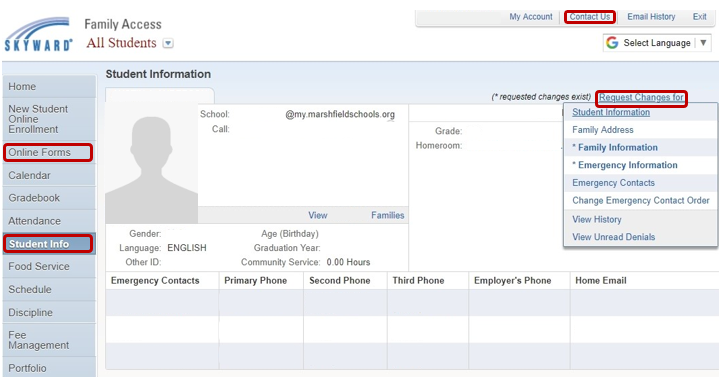 My Account Contact Us Email History Exit
SKYWARD® Family Access
All Students
G Select Language ▼
Home
New Student
Online
Enrollment
Online Forms
Calendar
Gradebook
Attendance
Student Info
Food Service
Schedule
Discipline
Fee
Management
Portfolio
Student Information
(* requested changes exist) Request Changes for
School: @my.marshfieldschools.org
Call:
Grade:
Homeroom:
Student Information
Family Address
* Family Information
* Emergency Information
Emergency Contacts
Change Emergency Contact Order
View History
View Unread Denials
View Families
Gender: Age (Birthday)
Language: ENGLISH Graduation Year:
Other ID: Community Service: 0.00 Hours
Emergency Contacts Primary Phone Second Phone Third Phone Employer's Phone Home Email